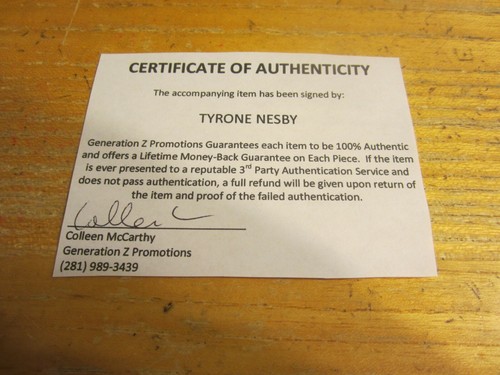 CERTIFICATE OF AUTHENTICITY
The accompanying item has been signed by:
TYRONE NESBY
Generation Z Promotions Guarantees each item to be 100% Authentic
and offers a Lifetime Money-Back Guarantee on Each Piece. If the item
is ever presented to a reputable 3rd Party Authentication Service and
does not pass authentication, a full refund will be given upon return of
the item and proof of the failed authentication.
Colleen McCarthy
Generation Z Promotions
(281) 989-3439